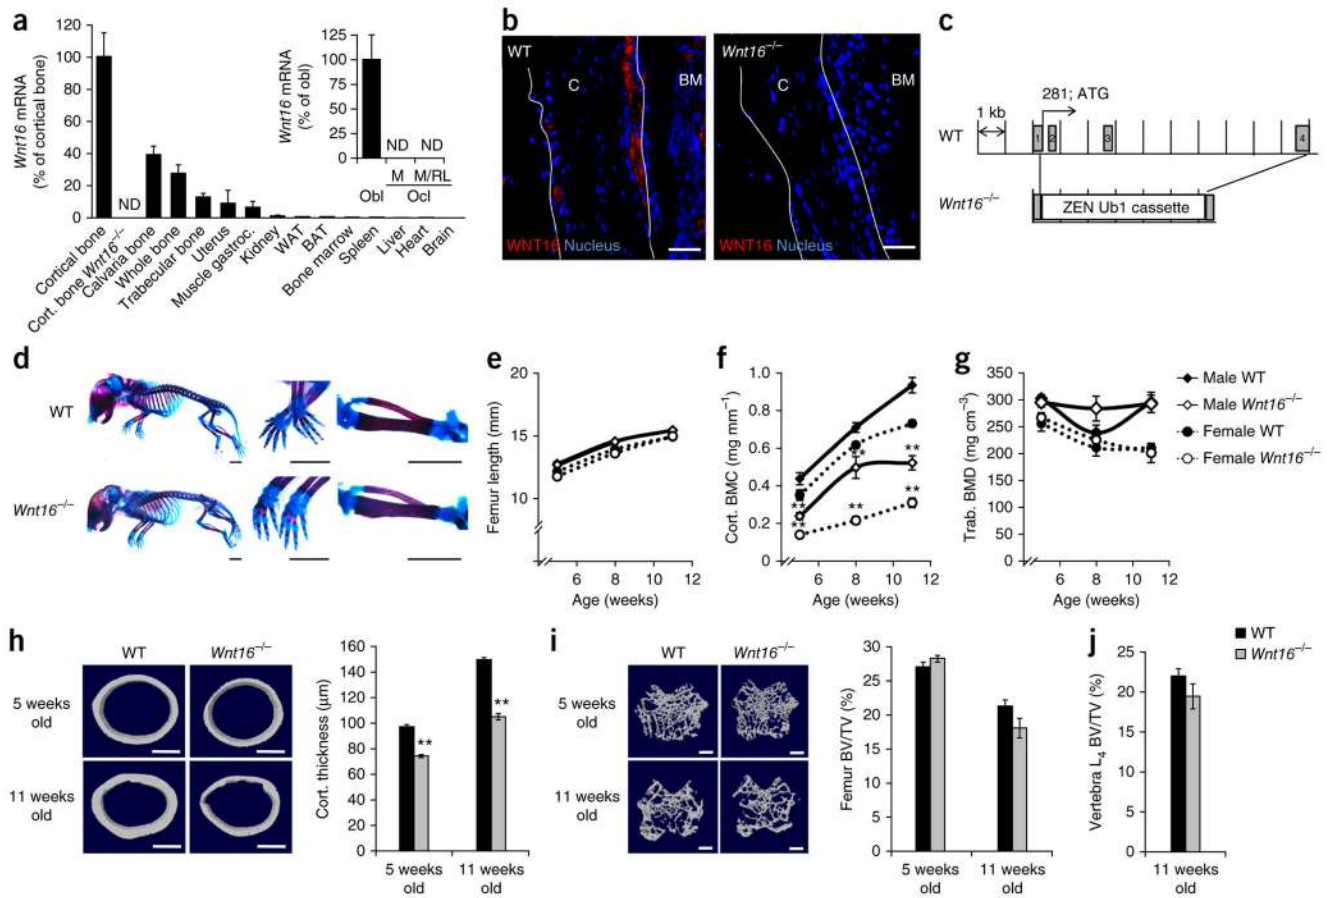 a
Wnt16 mRNA
(% of cortical bone)
120
100
80
60
40
20
0
ND
Cortical bone
Cort. bone Wnt16–/–
Calvaria bone
Whole bone
Trabecular bone
Uterus
Muscle gastroc.
Kidney
WAT
BAT
Bone marrow
Spleen
Liver
Heart
Brain
Wnt16 mRNA
(% of obl)
125
100
75
50
25
0
ND ND
M M/RL
Obl Ocl
b
WT
C
BM
WNT16 Nucleus
Wnt16–/–
C
BM
WNT16 Nucleus
c
281; ATG
1 kb
WT
1 2 3 4
Wnt16–/–
ZEN Ub1 cassette
d
WT
Wnt16–/–
e
Femur length (mm)
20
15
10
6 8 10 12
Age (weeks)
f
Cort. BMC (mg mm–1)
1.0
0.8
0.6
0.4
0.2
0
**
**
**
**
**
**
6 8 10 12
Age (weeks)
g
Trab. BMD (mg cm–3)
350
300
250
200
150
100
50
0
6 8 10 12
Age (weeks)
Male WT
Male Wnt16–/–
Female WT
Female Wnt16–/–
h
WT Wnt16–/–
5 weeks
old
11 weeks
old
Cort. thickness (µm)
160
140
120
100
80
60
40
20
0
**
**
5 weeks
old
11 weeks
old
i
WT Wnt16–/–
5 weeks
old
11 weeks
old
Femur BV/TV (%)
30
25
20
15
10
5
0
5 weeks
old
11 weeks
old
j
WT
Wnt16–/–
Vertebra L4 BV/TV (%)
25
20
15
10
5
0
11 weeks
old